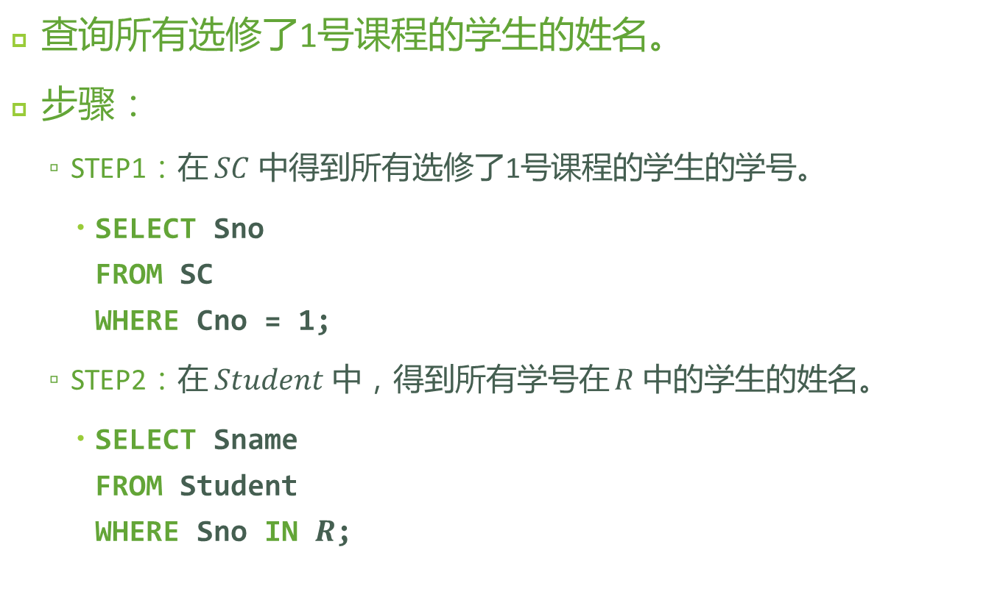 查询所有选修了1号课程的学生的姓名。
步骤：
STEP1：在 SC 中得到所有选修了1号课程的学生的学号。
SELECT Sno
FROM SC
WHERE Cno = 1;
STEP2：在 Student 中，得到所有学号在 R 中的学生的姓名。
SELECT Sname
FROM Student
WHERE Sno IN R;